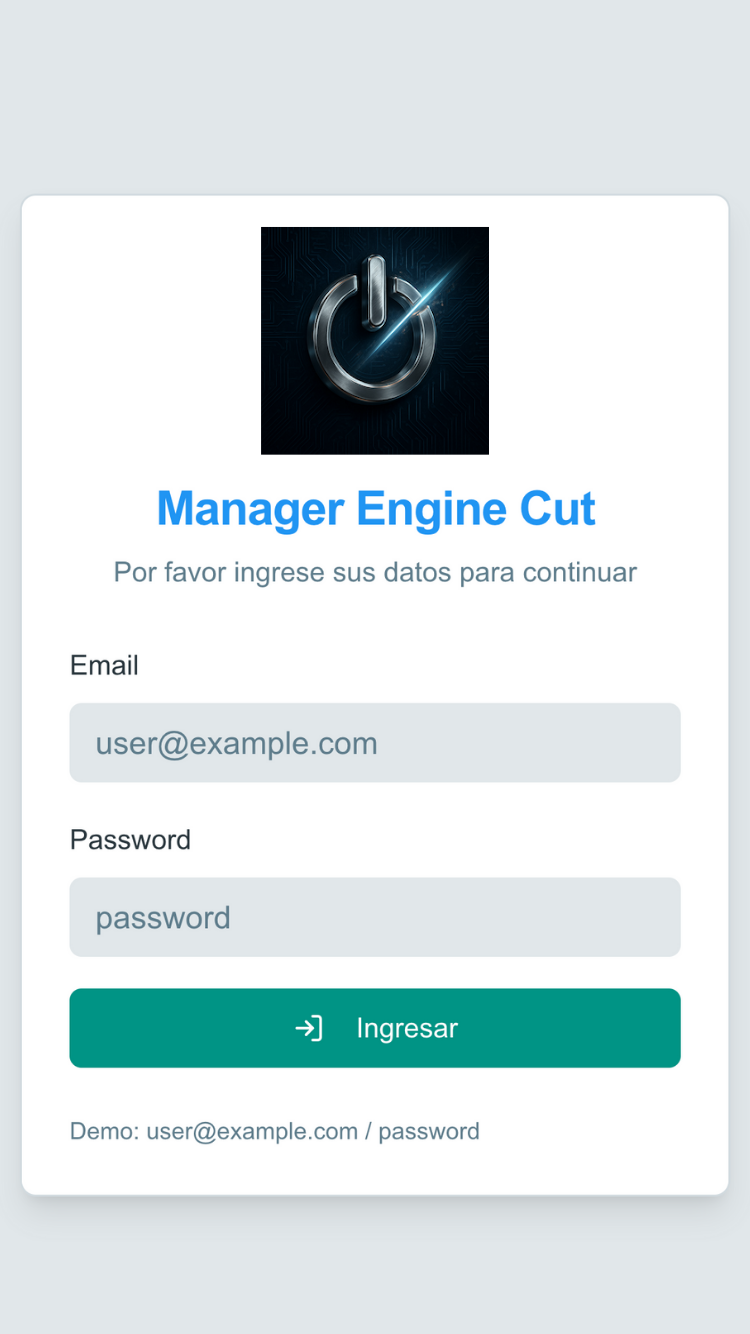 Manager Engine Cut
Por favor ingrese sus datos para continuar
Email
user@example.com
Password
password
Ingresar
Demo: user@example.com / password